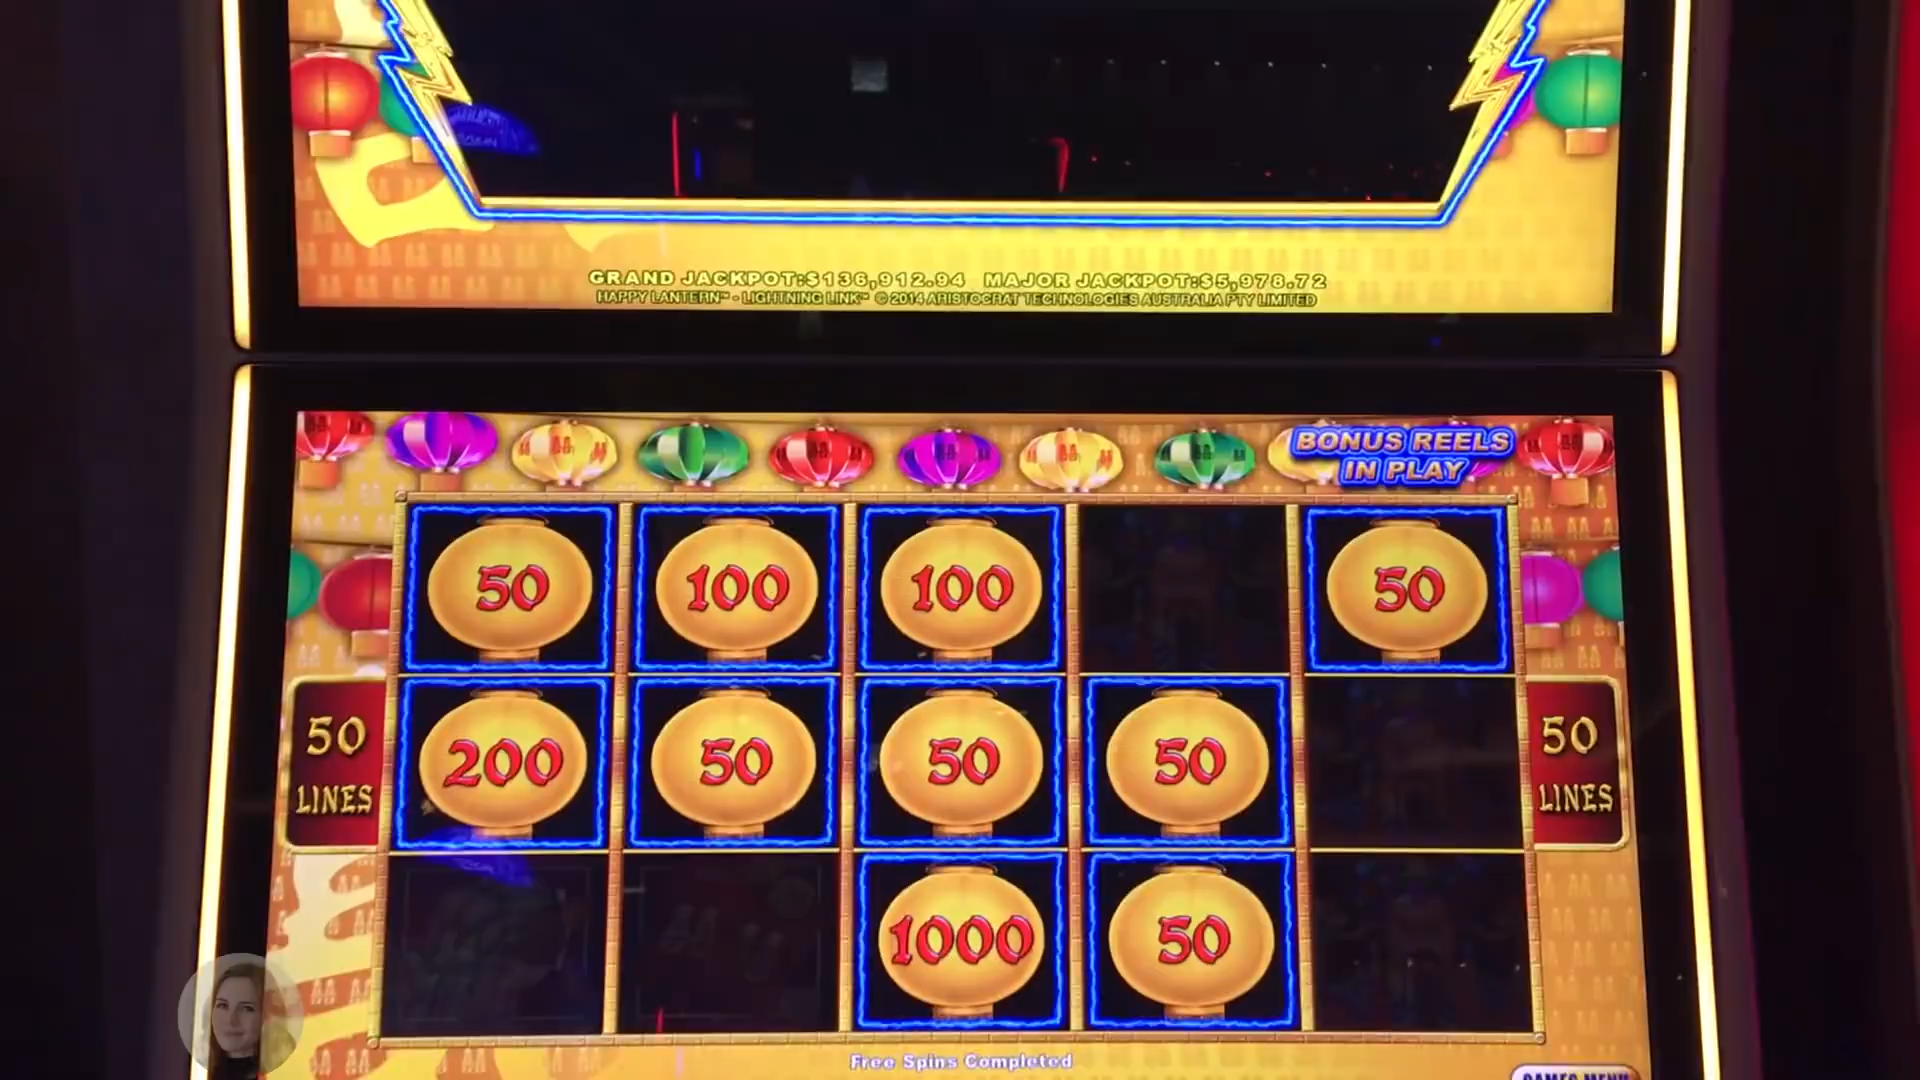 GRAND JACKPOT:$136,912.94 MAJOR JACKPOT:$5,978.72
HAPPY LANTERN™ - LIGHTNING LINK™ © 2014 ARISTOCRAT TECHNOLOGIES AUSTRALIA PTY LIMITED
BONUS REELS
IN PLAY
50 100 100 50
200 50 50 50
50
LINES
50
LINES
1000 50
Free Spins Completed
GAMES MENU